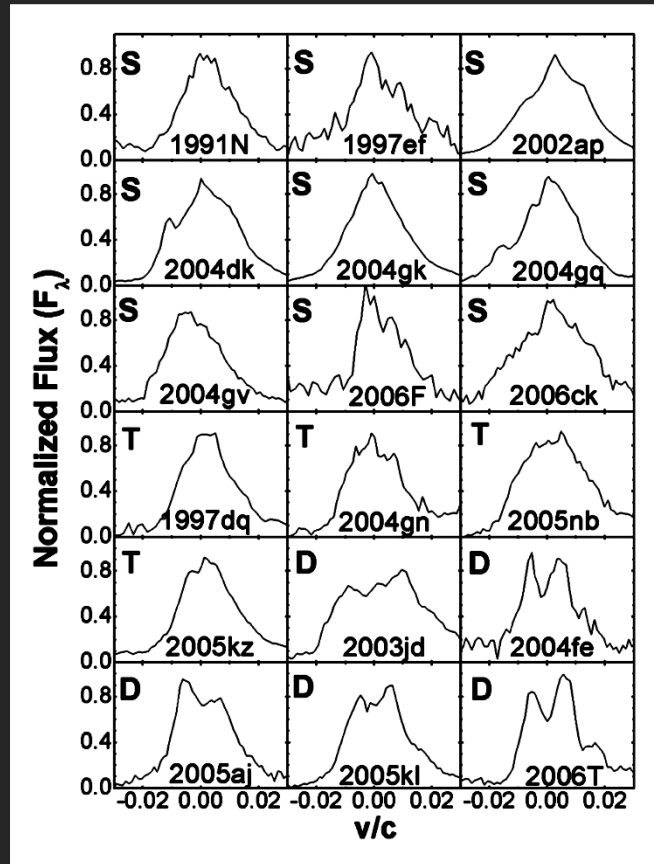 Normalized Flux (Fλ)
0.8 S
0.4
0.0 1991N
S
1997ef
S
2002ap
0.8 S
0.4
0.0 2004dk
S
2004gk
S
2004gq
0.8 S
0.4
0.0 2004gv
S
2006F
S
2006ck
0.8 T
0.4
0.0 1997dq
T
2004gn
T
2005nb
0.8 T
0.4
0.0 2005kz
D
2003jd
D
2004fe
0.8 D
0.4
0.0 2005aj
D
2005kl
D
2006T
-0.02 0.00 0.02 -0.02 0.00 0.02 -0.02 0.00 0.02
v/c